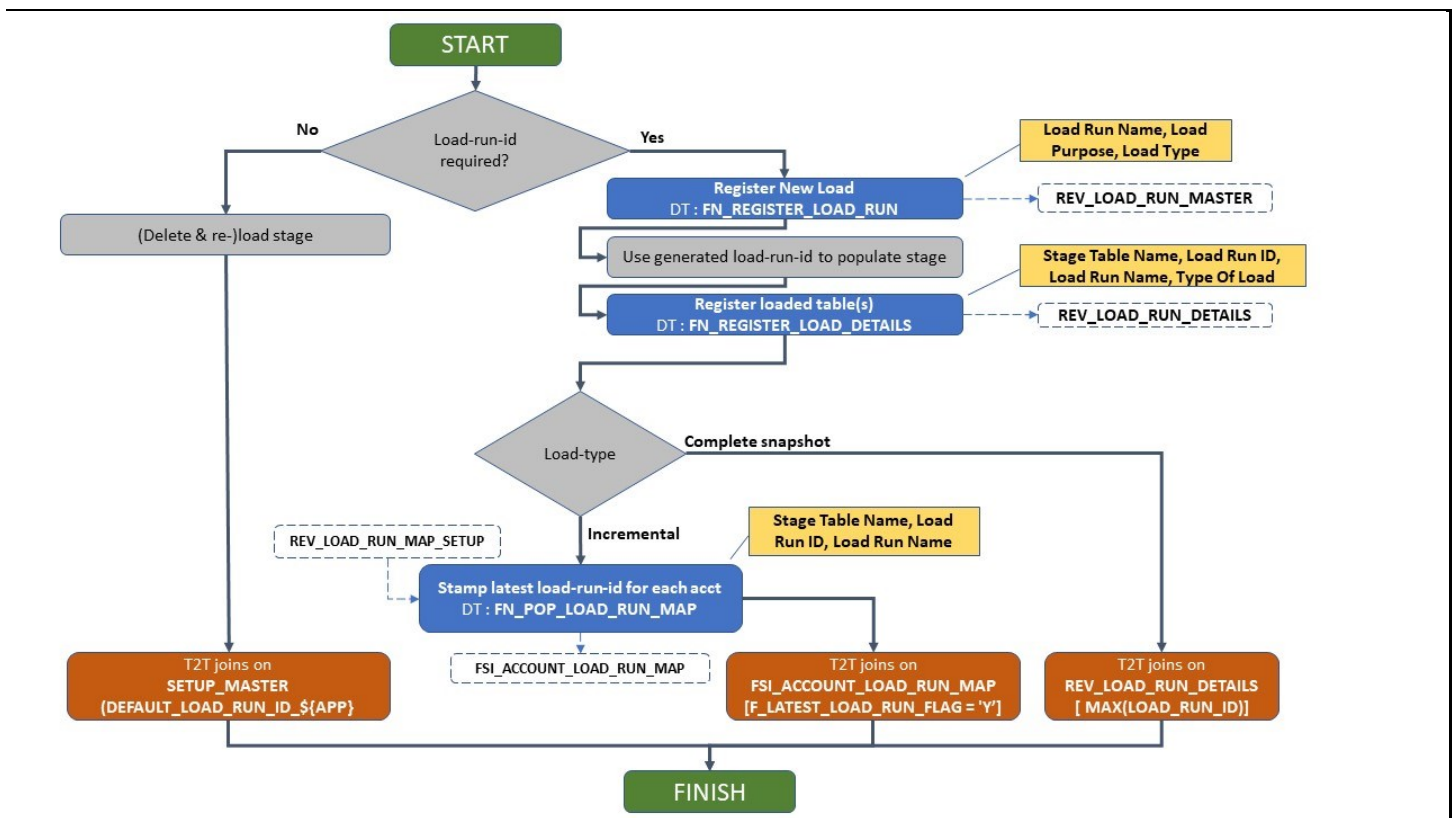 START
Load-run-id
required?
No
Yes
Load Run Name, Load
Purpose, Load Type
Register New Load
DT : FN_REGISTER_LOAD_RUN
REV_LOAD_RUN_MASTER
(Delete & re-)load stage
Use generated load-run-id to populate stage
Stage Table Name, Load Run ID,
Load Run Name, Type Of Load
Register loaded table(s)
DT : FN_REGISTER_LOAD_DETAILS
REV_LOAD_RUN_DETAILS
Load-type
Complete snapshot
Incremental
Stage Table Name, Load
Run ID, Load Run Name
REV_LOAD_RUN_MAP_SETUP
Stamp latest load-run-id for each acct
DT : FN_POP_LOAD_RUN_MAP
FSI_ACCOUNT_LOAD_RUN_MAP
T2T joins on
SETUP_MASTER
(DEFAULT_LOAD_RUN_ID_${APP}
T2T joins on
FSI_ACCOUNT_LOAD_RUN_MAP
[F_LATEST_LOAD_RUN_FLAG = 'Y’]
T2T joins on
REV_LOAD_RUN_DETAILS
[ MAX(LOAD_RUN_ID)]
FINISH